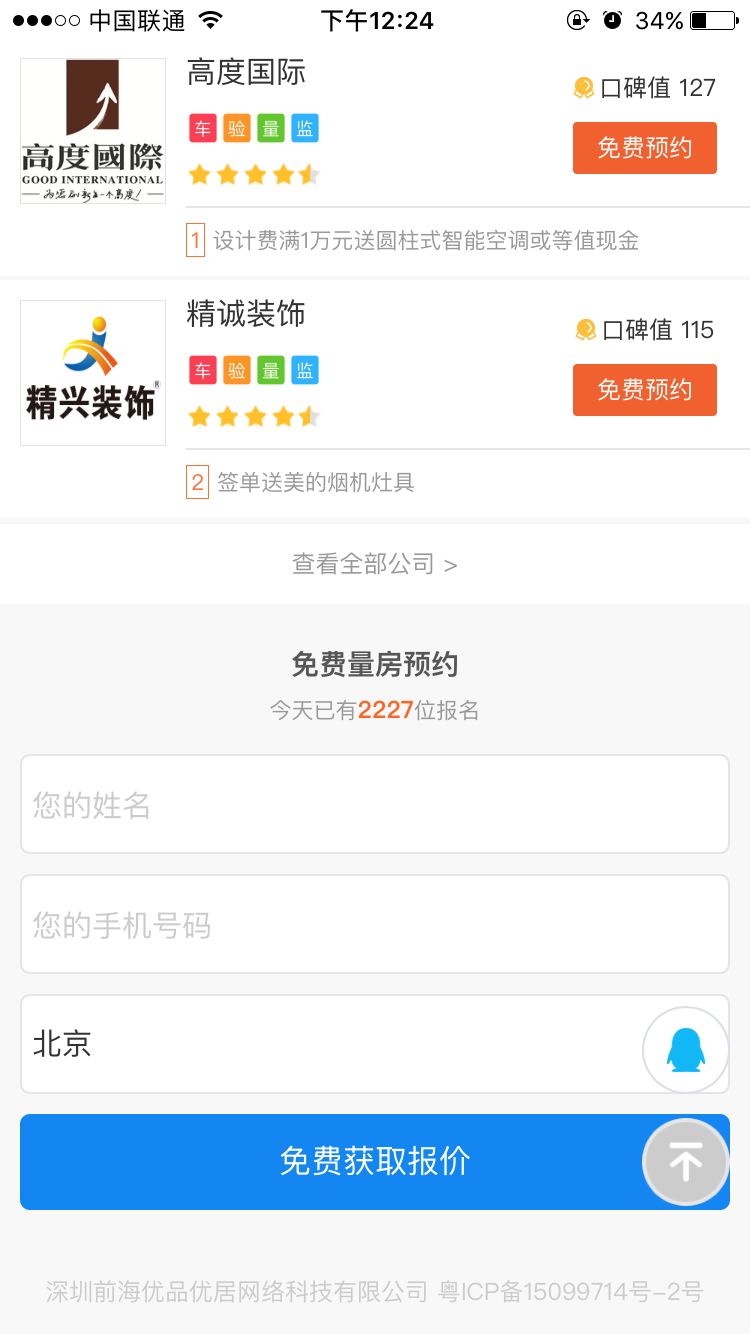 中国联通 下午12:24 34%
高度国际
口碑值 127
车 验 量 监
免费预约
高度國際
GOOD INTERNATIONAL
1 设计费满1万元送圆柱式智能空调或等值现金
精诚装饰
口碑值 115
车 验 量 监
免费预约
精兴装饰®
2 签单送美的烟机灶具
查看全部公司 >
免费量房预约
今天已有2227位报名
您的姓名
您的手机号码
北京
免费获取报价
深圳前海优品优居网络科技有限公司 粤ICP备15099714号-2号